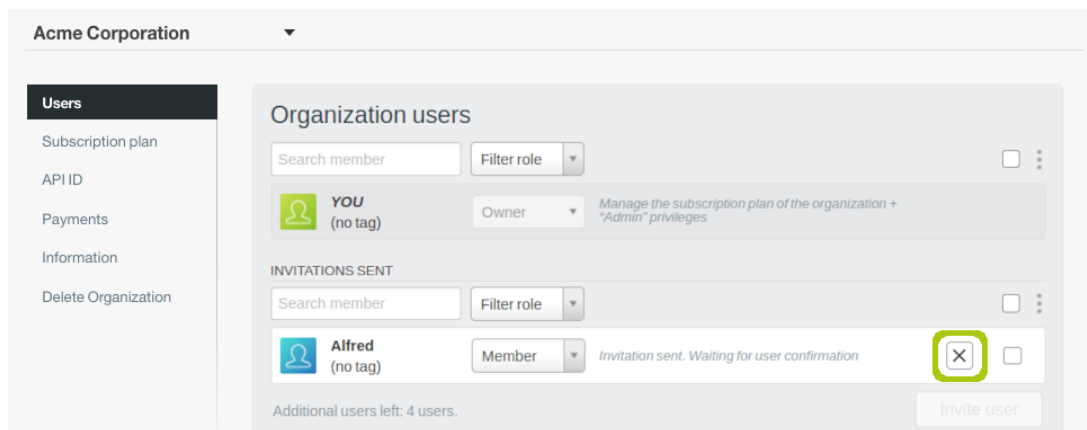 Acme Corporation
Users
Subscription plan
API ID
Payments
Information
Delete Organization
Organization users
Search member
Filter role
YOU
(no tag)
Owner
Manage the subscription plan of the organization +
"Admin" privileges
INVITATIONS SENT
Search member
Filter role
Alfred
(no tag)
Member
Invitation sent. Waiting for user confirmation
Additional users left: 4 users.
Invite user